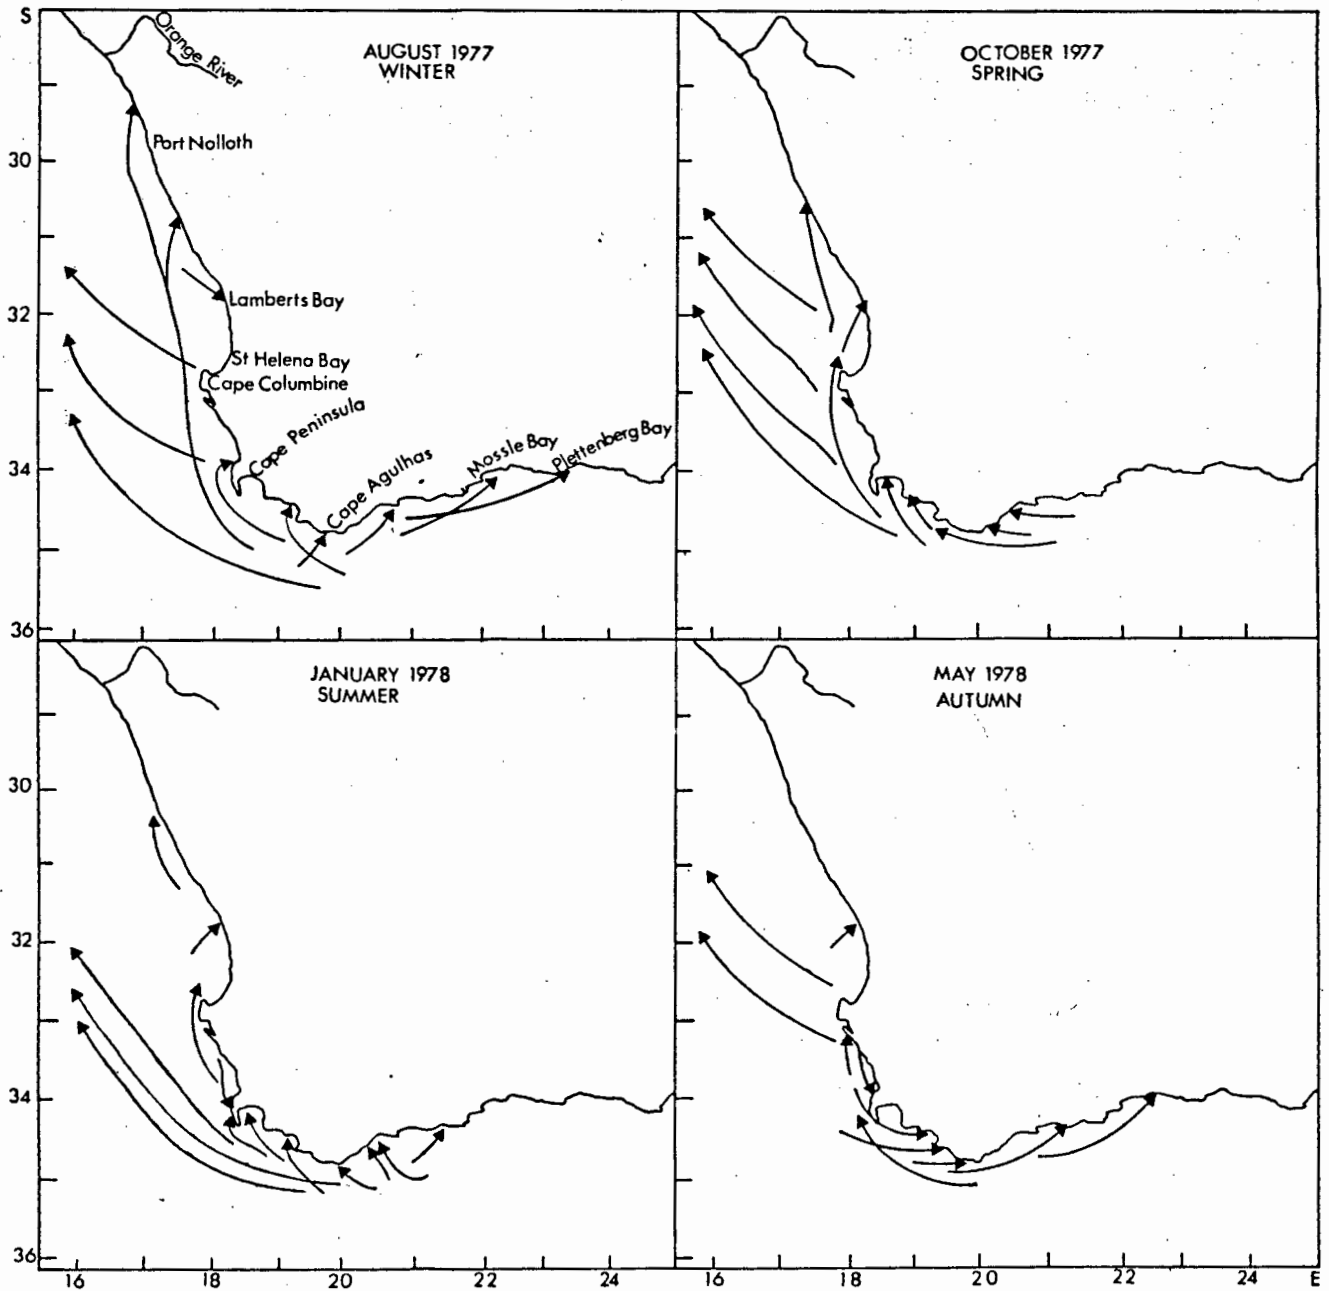 S
Orange River
AUGUST 1977
WINTER
OCTOBER 1977
SPRING
Port Nolloth
30
Lamberts Bay
32
St Helena Bay
Cape Columbine
Cape Peninsula
Cape Agulhas
Mossle Bay
Plettenberg Bay
34
36
JANUARY 1978
SUMMER
MAY 1978
AUTUMN
30
32
34
36
16 18 20 22 24
16 18 20 22 24 E